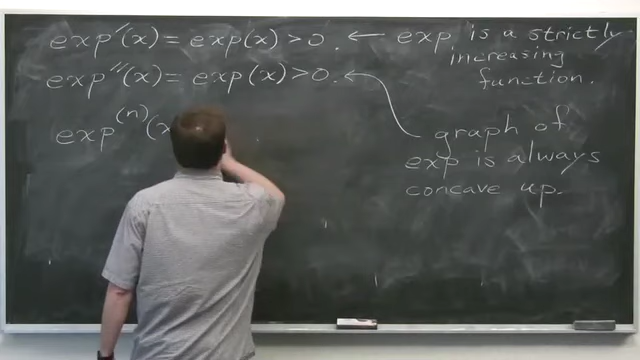 exp'(x) = exp(x) > 0. ← exp is a strictly
increasing
function.
exp''(x) = exp(x) > 0. ←
graph of
exp is always
concave up.
exp^(n)(x